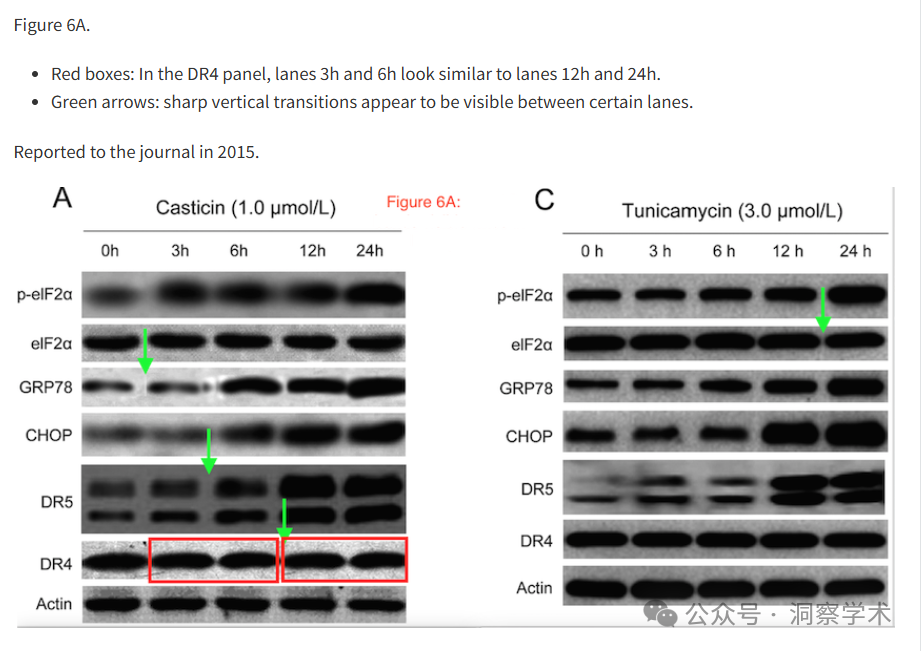 Figure 6A.
• Red boxes: In the DR4 panel, lanes 3h and 6h look similar to lanes 12h and 24h.
• Green arrows: sharp vertical transitions appear to be visible between certain lanes.
Reported to the journal in 2015.
A
Casticin (1.0 μmol/L)
Figure 6A:
0h 3h 6h 12h 24h
p-eIF2α
eIF2α
GRP78
CHOP
DR5
DR4
Actin
C
Tunicamycin (3.0 μmol/L)
0 h 3 h 6 h 12 h 24 h
p-eIF2α
eIF2α
GRP78
CHOP
DR5
DR4
Actin
公众号 · 洞察学术